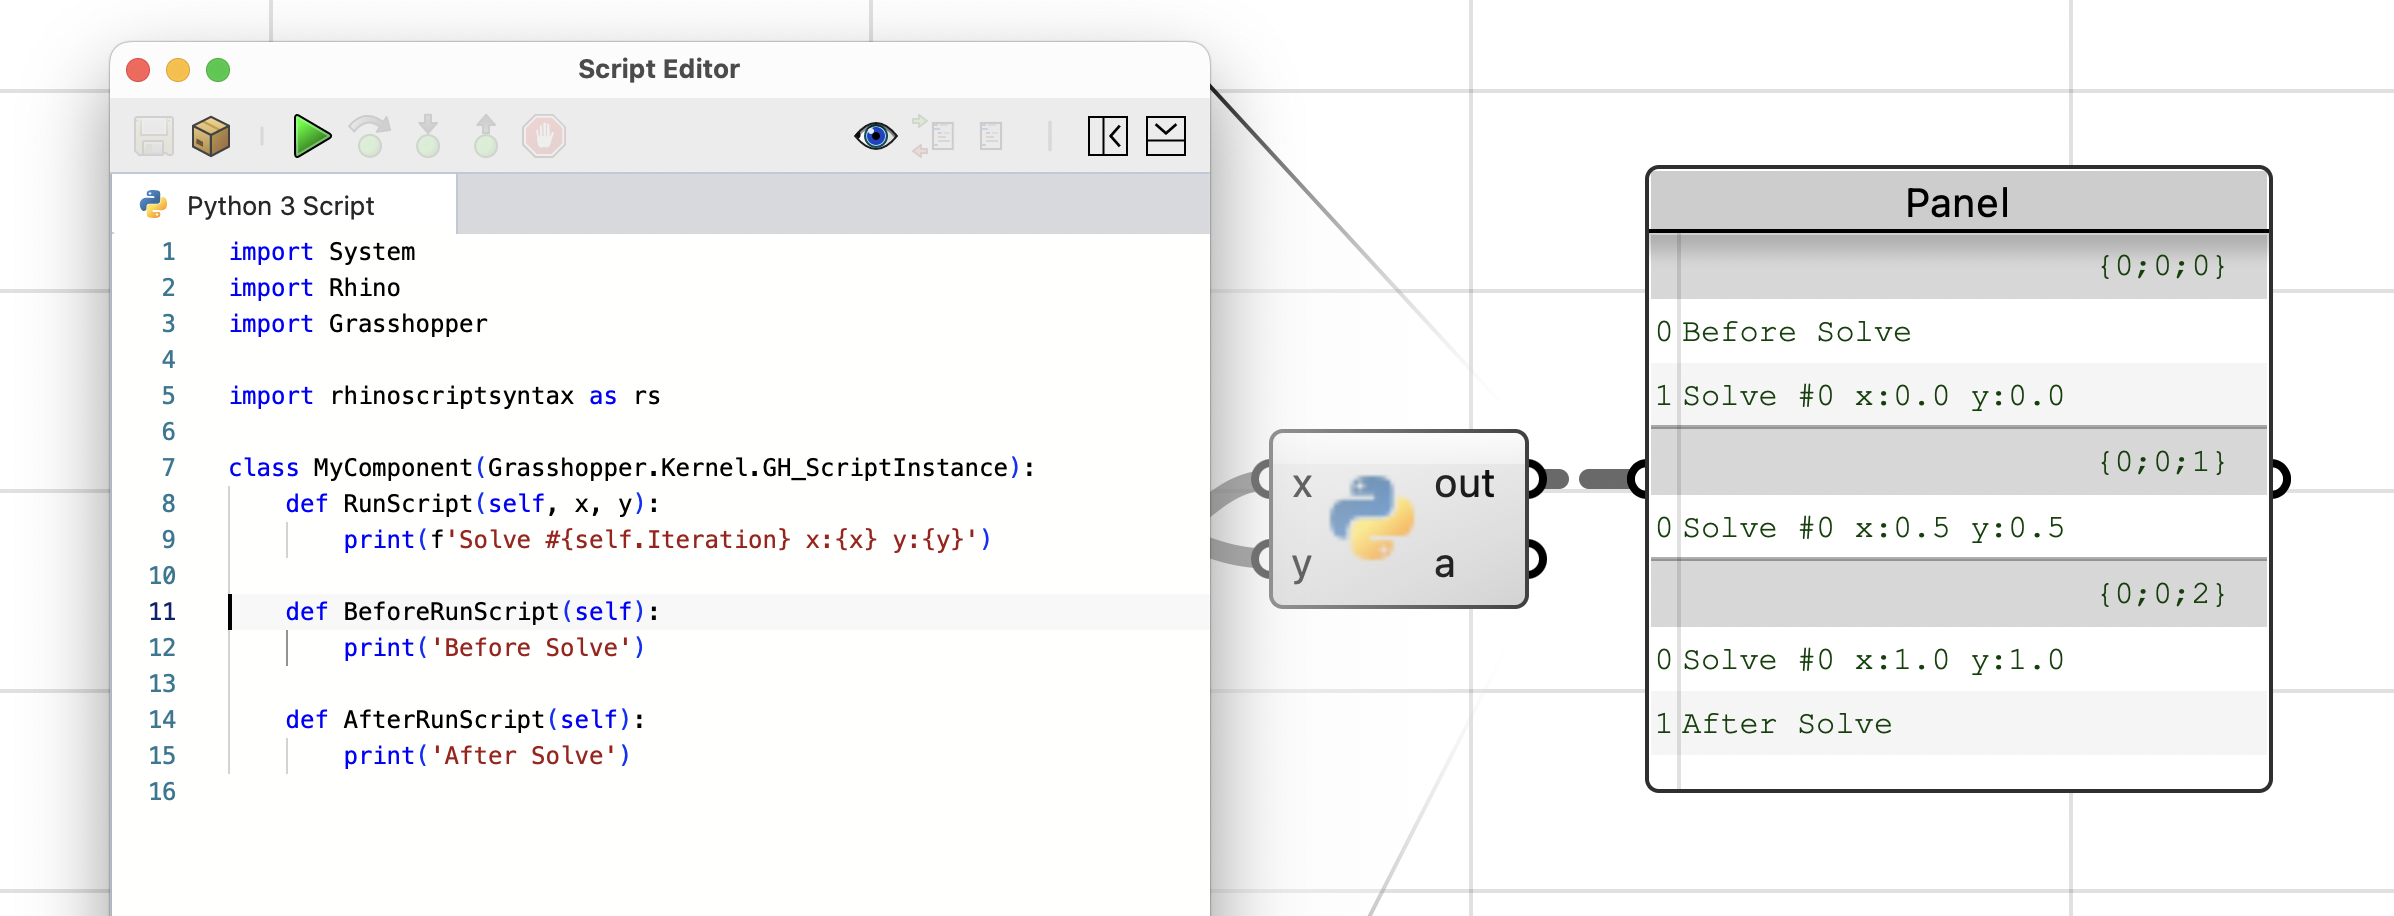 Script Editor
Python 3 Script
1 import System
2 import Rhino
3 import Grasshopper
4
5 import rhinoscriptsyntax as rs
6
7 class MyComponent(Grasshopper.Kernel.GH_ScriptInstance):
8 def RunScript(self, x, y):
9 print(f'Solve #{self.Iteration} x:{x} y:{y}')
10
11 def BeforeRunScript(self):
12 print('Before Solve')
13
14 def AfterRunScript(self):
15 print('After Solve')
16
x out
y a
Panel
{0;0;0}
0 Before Solve
1 Solve #0 x:0.0 y:0.0
{0;0;1}
0 Solve #0 x:0.5 y:0.5
{0;0;2}
0 Solve #0 x:1.0 y:1.0
1 After Solve